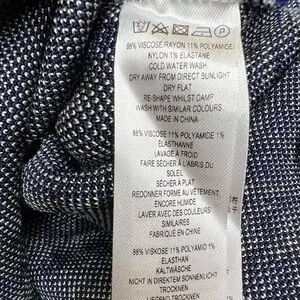 88% VISCOSE/RAYON 11% POLYAMIDE/
NYLON 1% ELASTANE
COLD WATER WASH
DRY AWAY FROM DIRECT SUNLIGHT
DRY FLAT
RE-SHAPE WHILST DAMP
WASH WITH SIMILAR COLOURS
MADE IN CHINA
88% VISCOSE 11% POLYAMIDE 1%
ELASTHANNE
LAVAGE À FROID
FAIRE SÉCHER À L'ABRIS DU
SOLEIL
SÉCHER À PLAT
REDONNER FORME AU VÊTEMENT
ENCORE HUMIDE
LAVER AVEC DES COULEURS
SIMILAIRES
FABRIQUÉ EN CHINE
88% VISKOSE 11% POLYAMID 1%
ELASTHAN
KALTWÄSCHE
NICHT IN DIREKTEM SONNENLICHT
TROCKNEN
LIEGEND TROCKNEN